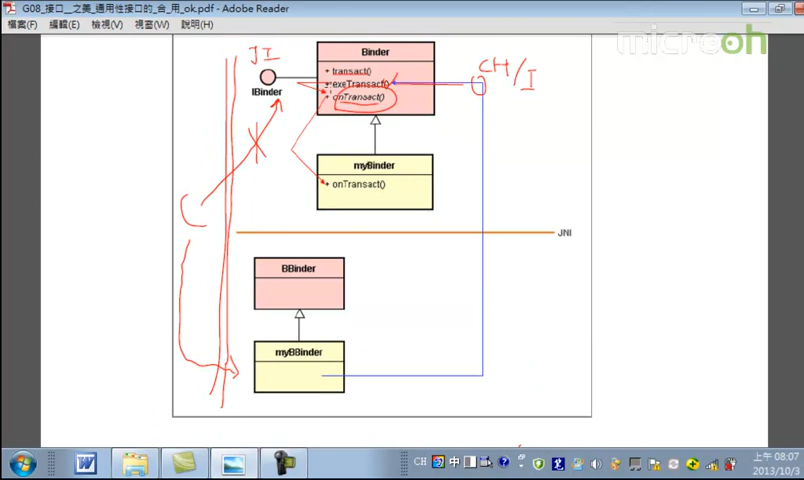 G08_接口__之美_通用性接口的_台_用_ok.pdf - Adobe Reader
檔案(F) 編輯(E) 檢視(V) 視窗(W) 說明(H)
microoh
JI
IBinder
Binder
+ transact()
+ exeTransact()
+ onTransact()
CH/I
myBinder
+ onTransact()
C
JNI
BBinder
myBBinder
CH 中
上午 08:07
2013/10/3